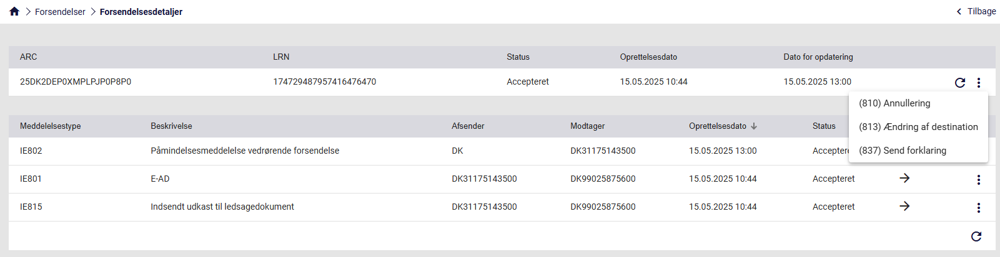 Forsendelser Forsendelsesdetaljer Tilbage
ARC LRN Status Oprettelsesdato Dato for opdatering
25DK2DEP0XMPLPJP0P8P0 174729487957416476470 Accepteret 15.05.2025 10:44 15.05.2025 13:00
(810) Annullering
(813) Ændring af destination
(837) Send forklaring
Meddelelsestype Beskrivelse Afsender Modtager Oprettelsesdato Status
IE802 Påmindelsesmeddelelse vedrørende forsendelse DK DK31175143500 15.05.2025 13:00 Accepter
IE801 E-AD DK31175143500 DK99025875600 15.05.2025 10:44 Accepteret
IE815 Indsendt udkast til ledsagedokument DK31175143500 DK99025875600 15.05.2025 10:44 Accepteret